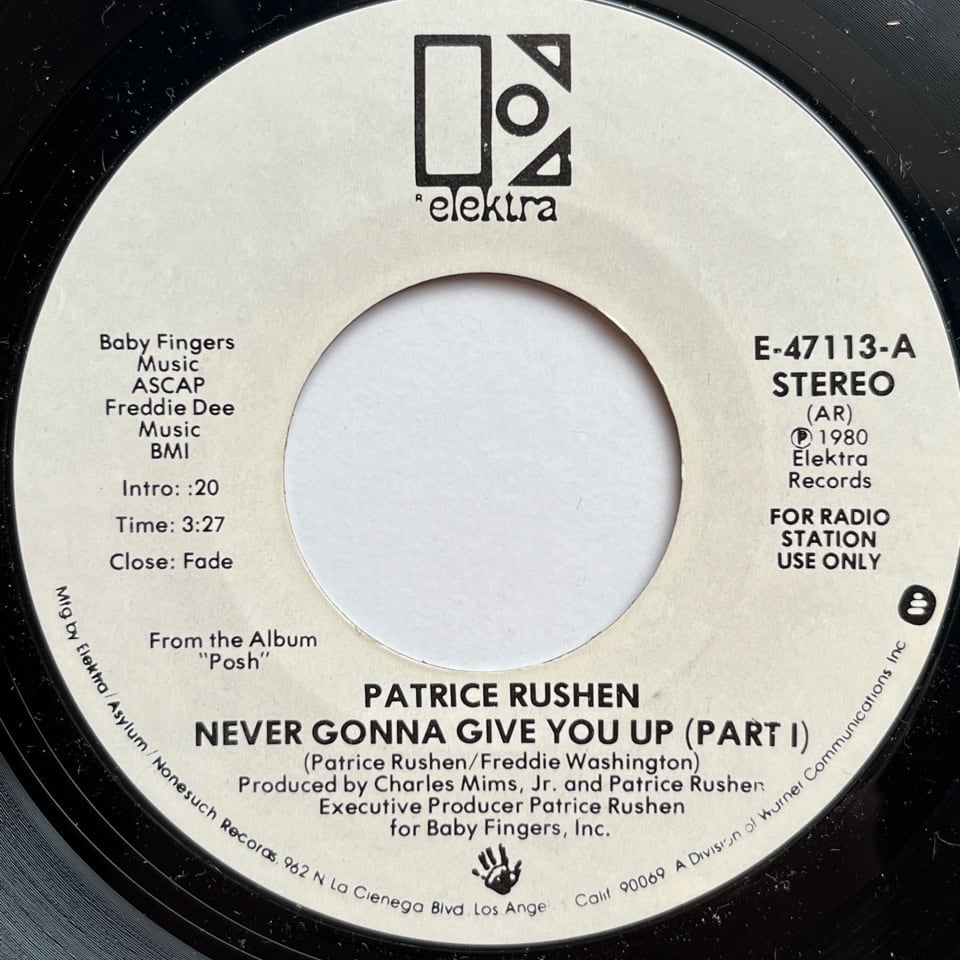 R elektra
Baby Fingers
Music
ASCAP
Freddie Dee
Music
BMI
Intro: :20
Time: 3:27
Close: Fade
E-47113-A
STEREO
(AR)
Ⓟ 1980
Elektra
Records
FOR RADIO
STATION
USE ONLY
From the Album
"Posh"
PATRICE RUSHEN
NEVER GONNA GIVE YOU UP (PART I)
(Patrice Rushen/Freddie Washington)
Produced by Charles Mims, Jr. and Patrice Rushen
Executive Producer Patrice Rushen
for Baby Fingers, Inc.
Mfg by Elektra/Asylum/Nonesuch Records, 962 N La Cienega Blvd. Los Ange Calif 90069 A Division of Warner Communications Inc